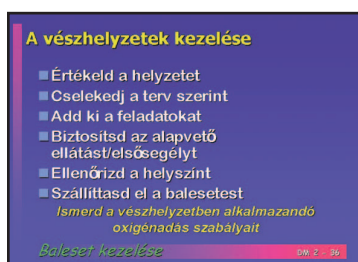 A vészhelyzetek kezelése
Értékeld a helyzetet
Cselekedj a terv szerint
Add ki a feladatokat
Biztosítsd az alapvető
ellátást/elsősegélyt
Ellenőrizd a helyszínt
Szállíttasd el a balesetest
Ismerd a vészhelyzetben alkalmazandó
oxigénadás szabályait
Baleset kezelése
DM 2 - 36